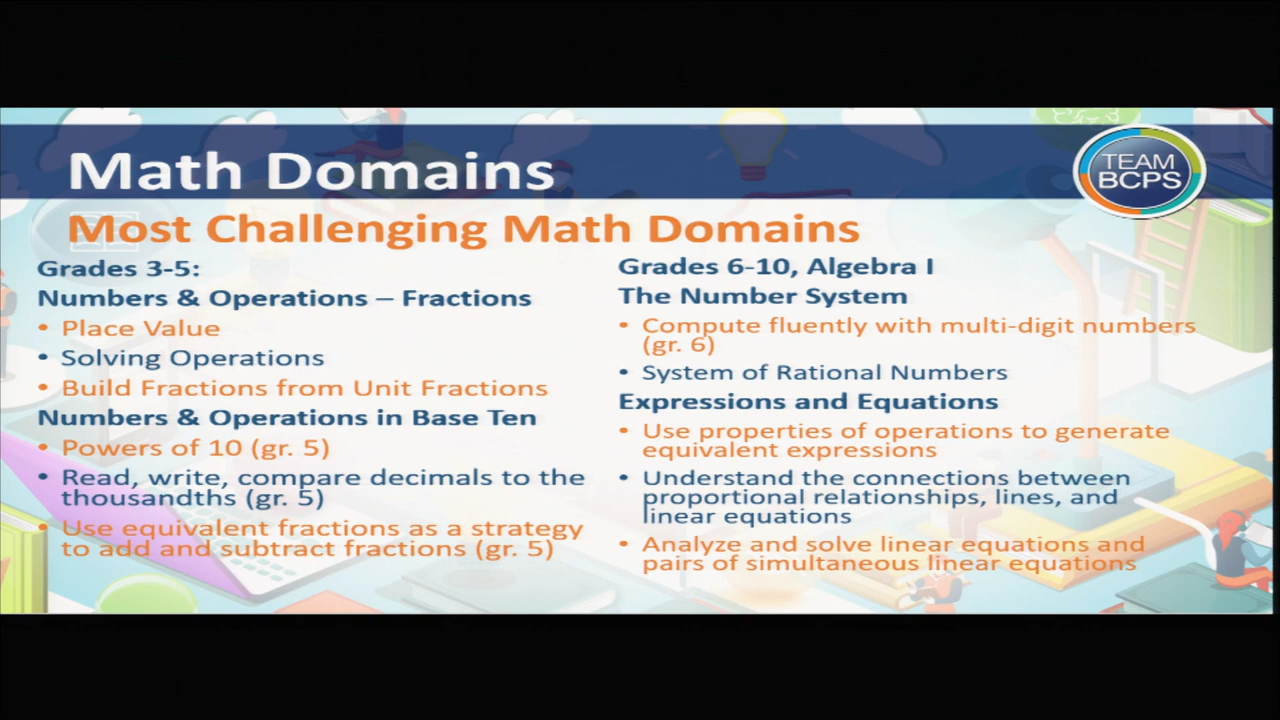 Math Domains
TEAM
BCPS
Most Challenging Math Domains
Grades 3-5:
Numbers & Operations – Fractions
• Place Value
• Solving Operations
• Build Fractions from Unit Fractions
Numbers & Operations in Base Ten
• Powers of 10 (gr. 5)
• Read, write, compare decimals to the
thousandths (gr. 5)
• Use equivalent fractions as a strategy
to add and subtract fractions (gr. 5)
Grades 6-10, Algebra I
The Number System
• Compute fluently with multi-digit numbers
(gr. 6)
• System of Rational Numbers
Expressions and Equations
• Use properties of operations to generate
equivalent expressions
• Understand the connections between
proportional relationships, lines, and
linear equations
• Analyze and solve linear equations and
pairs of simultaneous linear equations